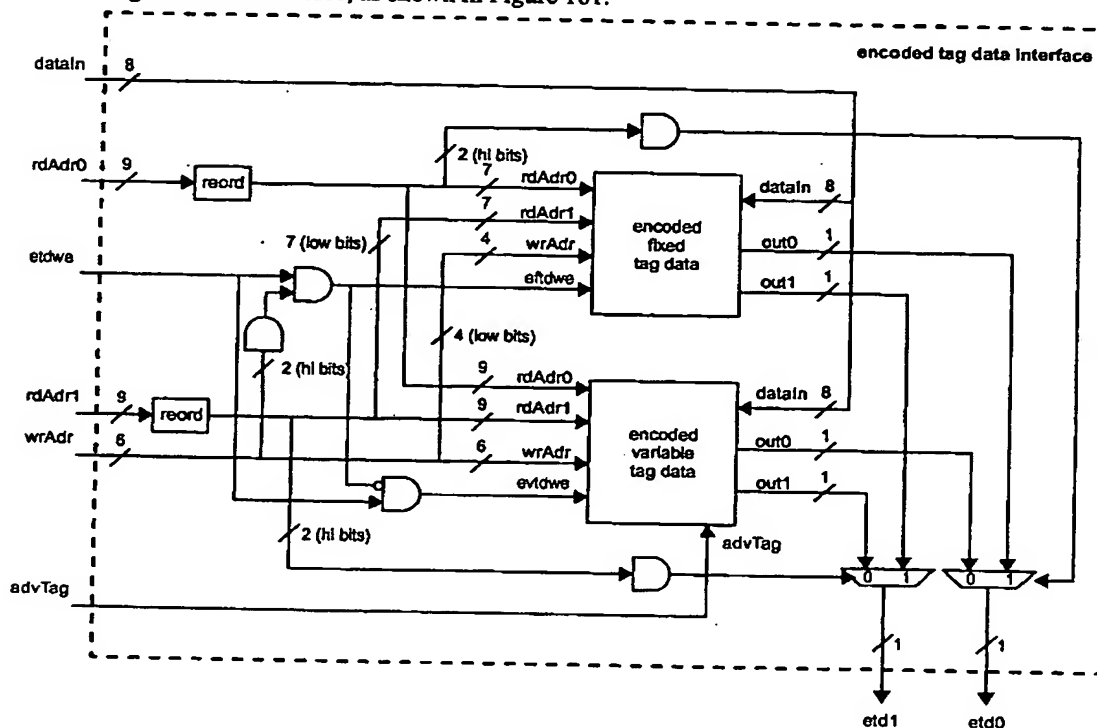 encoded tag data interface
dataIn
8
2 (hi bits)
rdAdr0
9
reord
7
rdAdr0
dataIn
8
7
rdAdr1
encoded
fixed
tag data
7 (low bits)
4
wrAdr
out0
1
etdwe
eftdwe
out1
1
4 (low bits)
2 (hi bits)
9
rdAdr0
rdAdr1
9
reord
9
rdAdr1
dataIn
8
wrAdr
6
encoded
variable
tag data
6
wrAdr
out0
1
evtdwe
out1
1
2 (hi bits)
advTag
0
1
0
1
advTag
1
1
etd1
etd0